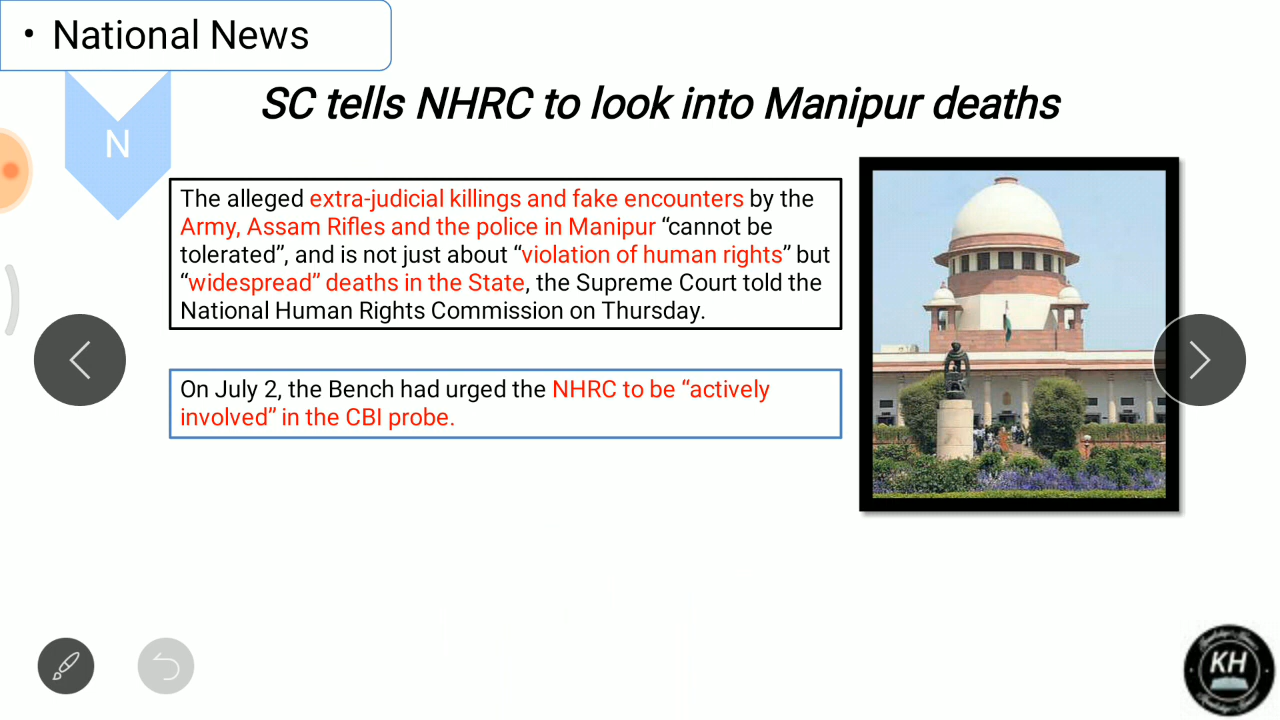 • National News
N
SC tells NHRC to look into Manipur deaths
The alleged extra-judicial killings and fake encounters by the
Army, Assam Rifles and the police in Manipur “cannot be
tolerated”, and is not just about “violation of human rights” but
“widespread” deaths in the State, the Supreme Court told the
National Human Rights Commission on Thursday.
On July 2, the Bench had urged the NHRC to be “actively
involved” in the CBI probe.
KH